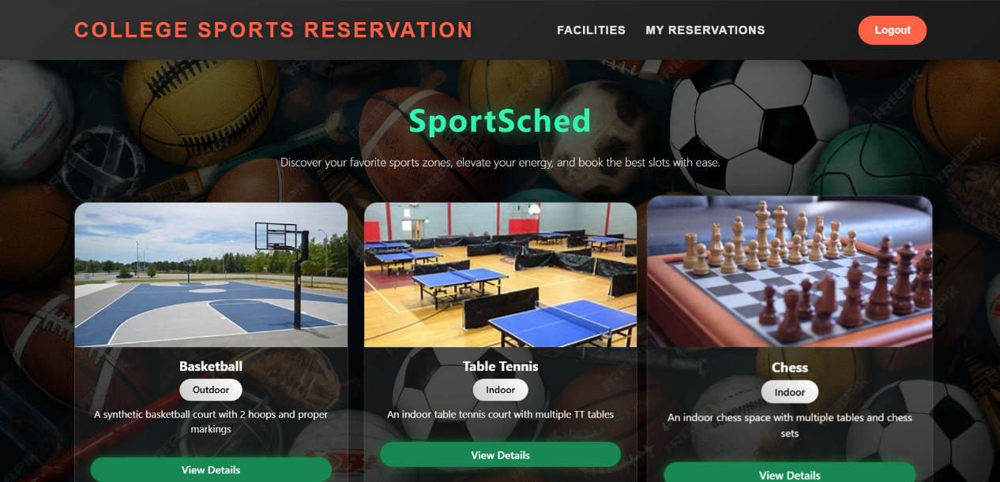 COLLEGE SPORTS RESERVATION
FACILITIES
MY RESERVATIONS
Logout
SportSched
Discover your favorite sports zones, elevate your energy, and book the best slots with ease.
Basketball
Outdoor
A synthetic basketball court with 2 hoops and proper
markings
View Details
Table Tennis
Indoor
An indoor table tennis court with multiple TT tables
View Details
Chess
Indoor
An indoor chess space with multiple tables and chess
sets
View Details
FREEPIK